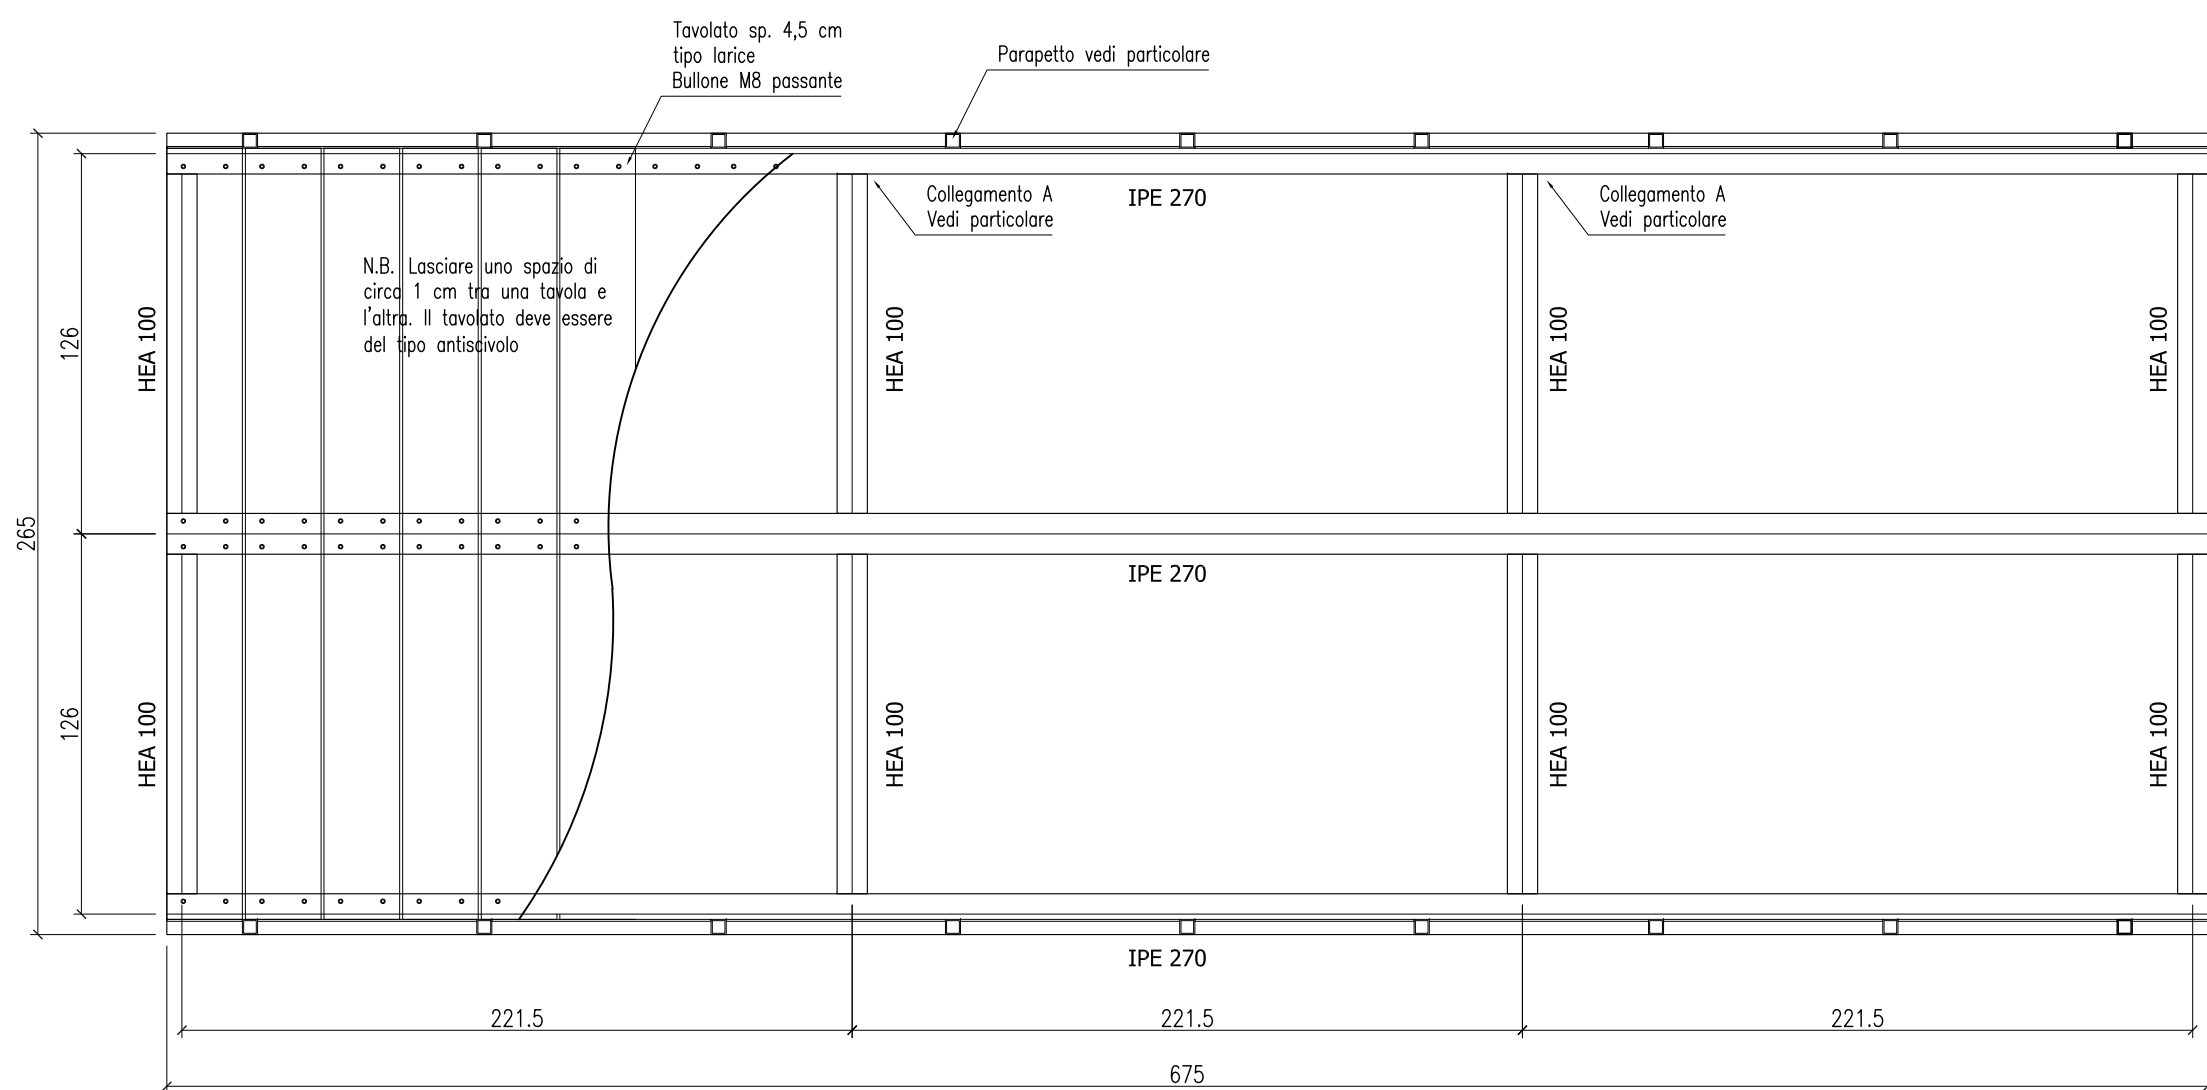 Tavolato sp. 4,5 cm
tipo larice
Bullone M8 passante
Parapetto vedi particolare
Collegamento A
Vedi particolare
IPE 270
Collegamento A
Vedi particolare
N.B. Lasciare uno spazio di
circa 1 cm tra una tavola e
l'altra. Il tavolato deve essere
del tipo antiscivolo
126
HEA 100
HEA 100
HEA 100
HEA 100
265
IPE 270
126
HEA 100
HEA 100
HEA 100
HEA 100
IPE 270
221.5
221.5
221.5
675